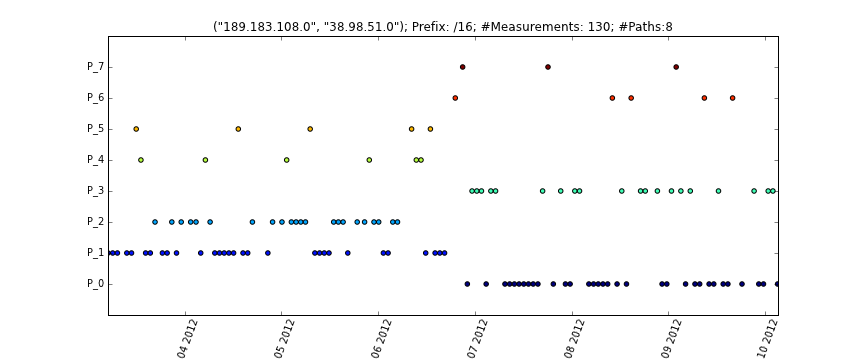 ("189.183.108.0", "38.98.51.0"); Prefix: /16; #Measurements: 130; #Paths:8
P_7
P_6
P_5
P_4
P_3
P_2
P_1
P_0
04 2012
05 2012
06 2012
07 2012
08 2012
09 2012
10 2012